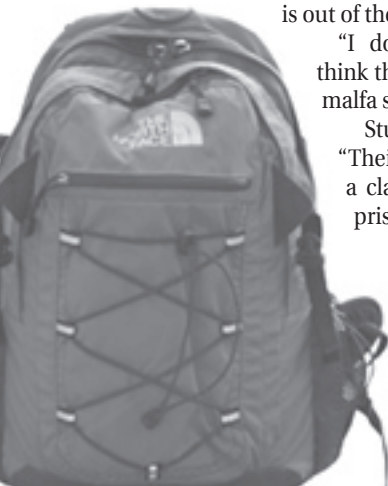 is out of the
“I do
think th
malfa s
Stu
“Thei
a cla
pris
THE
NORTH
FACE